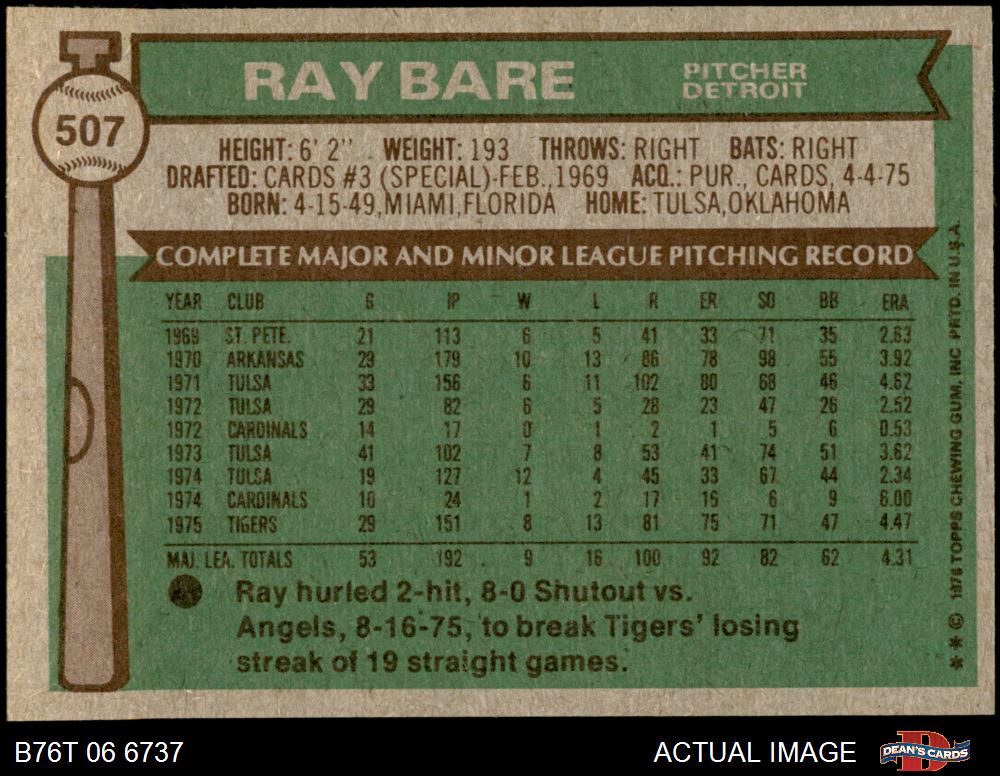 507
RAY BARE
PITCHER
DETROIT
HEIGHT: 6' 2" WEIGHT: 193 THROWS: RIGHT BATS: RIGHT
DRAFTED: CARDS #3 (SPECIAL)-FEB., 1969 ACQ.: PUR., CARDS, 4-4-75
BORN: 4-15-49, MIAMI, FLORIDA HOME: TULSA, OKLAHOMA
COMPLETE MAJOR AND MINOR LEAGUE PITCHING RECORD
YEAR CLUB G IP W L R ER SO BB ERA
1969 ST. PETE. 21 113 6 5 41 33 71 35 2.63
1970 ARKANSAS 29 179 10 13 86 78 98 55 3.92
1971 TULSA 33 156 6 11 102 80 68 46 4.62
1972 TULSA 29 82 6 5 28 23 47 26 2.52
1972 CARDINALS 14 17 0 1 2 1 5 6 0.53
1973 TULSA 41 102 7 8 53 41 74 51 3.62
1974 TULSA 19 127 12 4 45 33 67 44 2.34
1974 CARDINALS 10 24 1 2 17 16 6 9 6.00
1975 TIGERS 29 151 8 13 81 75 71 47 4.47
MAJ. LEA. TOTALS 53 192 9 16 100 92 82 62 4.31
Ray hurled 2-hit, 8-0 Shutout vs.
Angels, 8-16-75, to break Tigers' losing
streak of 19 straight games.
* * © 1976 TOPPS CHEWING GUM, INC. PRTD. IN U.S.A.
B76T 06 6737
ACTUAL IMAGE
DEAN'S CARDS